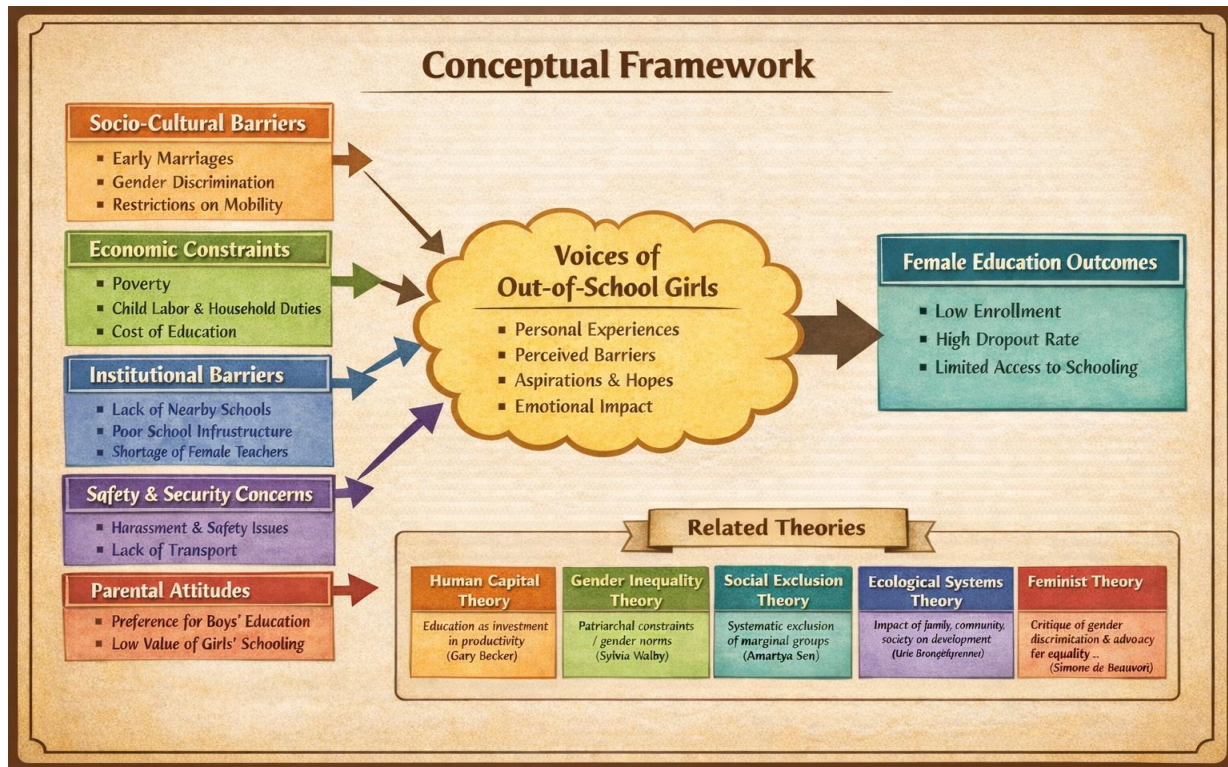 Conceptual Framework
Socio-Cultural Barriers
▪ Early Marriages
▪ Gender Discrimination
▪ Restrictions on Mobility
Economic Constraints
▪ Poverty
▪ Child Labor & Household Duties
▪ Cost of Education
Institutional Barriers
▪ Lack of Nearby Schools
▪ Poor School Infrustructure
▪ Shortage of Female Teachers
Safety & Security Concerns
▪ Harassment & Safety Issues
▪ Lack of Transport
Parental Attitudes
▪ Preference for Boys' Education
▪ Low Value of Girls' Schooling
Voices of
Out-of-School Girls
▪ Personal Experiences
▪ Perceived Barriers
▪ Aspirations & Hopes
▪ Emotional Impact
Female Education Outcomes
▪ Low Enrollment
▪ High Dropout Rate
▪ Limited Access to Schooling
Related Theories
Human Capital
Theory
Education as investment
in productivity
(Gary Becker)
Gender Inequality
Theory
Patriarchal constraints
/ gender norms
(Sylvia Walby)
Social Exclusion
Theory
Systematic exclusion
of marginal groups
(Amartya Sen)
Ecological Systems
Theory
Impact of family, community,
society on development
(Urie
Feminist Theory
Critique of gender
& advocacy
fer equality ..
(Simone de Beauvori)